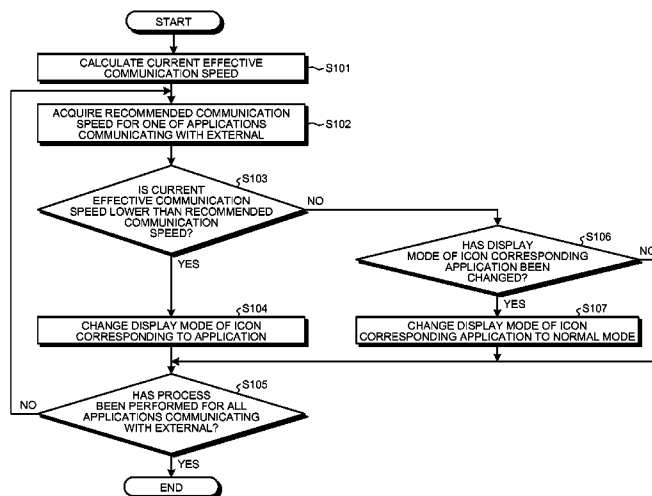 START
CALCULATE CURRENT EFFECTIVE
COMMUNICATION SPEED
S101
ACQUIRE RECOMMENDED COMMUNICATION
SPEED FOR ONE OF APPLICATIONS
COMMUNICATING WITH EXTERNAL
S102
S103
IS CURRENT
EFFECTIVE COMMUNICATION
SPEED LOWER THAN RECOMMENDED
COMMUNICATION
SPEED?
NO
YES
S106
HAS DISPLAY
MODE OF ICON CORRESPONDING
APPLICATION BEEN
CHANGED?
NO
YES
S104
CHANGE DISPLAY MODE OF ICON
CORRESPONDING TO APPLICATION
S107
CHANGE DISPLAY MODE OF ICON
CORRESPONDING APPLICATION TO NORMAL MODE
S105
HAS PROCESS
BEEN PERFORMED FOR ALL
APPLICATIONS COMMUNICATING
WITH EXTERNAL?
NO
YES
END